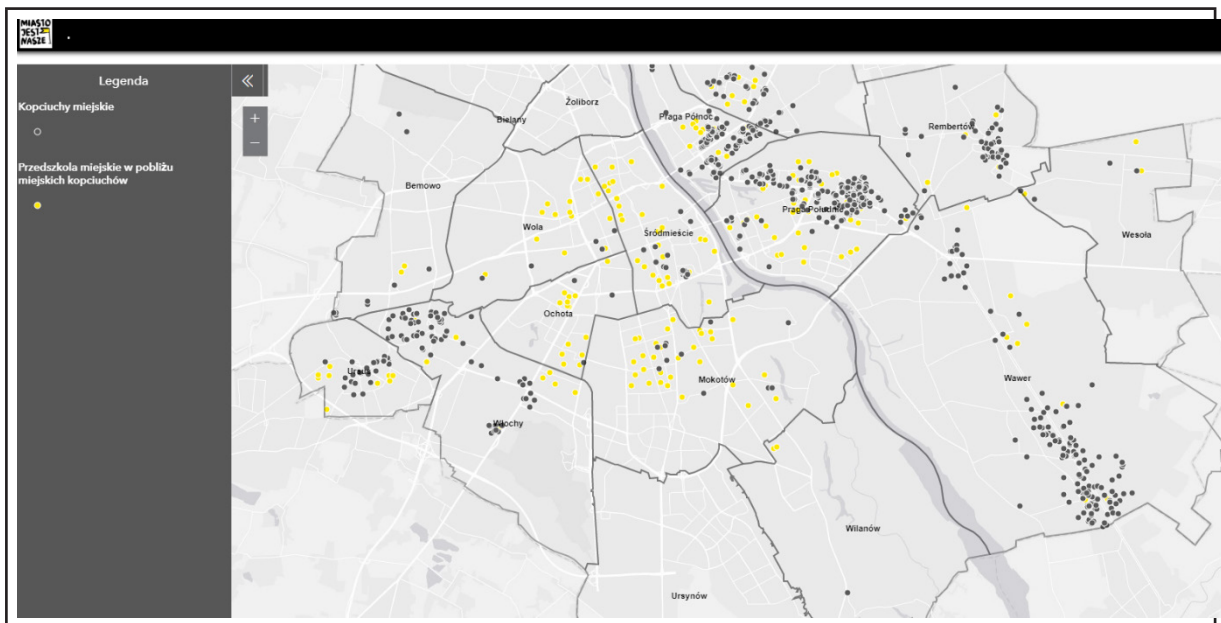 MIASTO
JEST
NASZE
.
Legenda
Kopciuchy miejskie
Przedszkola miejskie w pobliżu
miejskich kopciuchów
+
−
Żoliborz
Bielany
Praga Północ
Rembertów
Bemowo
Praga Południe
Wola
Śródmieście
Wesoła
Ochota
Ursus
Mokotów
Wawer
Włochy
Wilanów
Ursynów